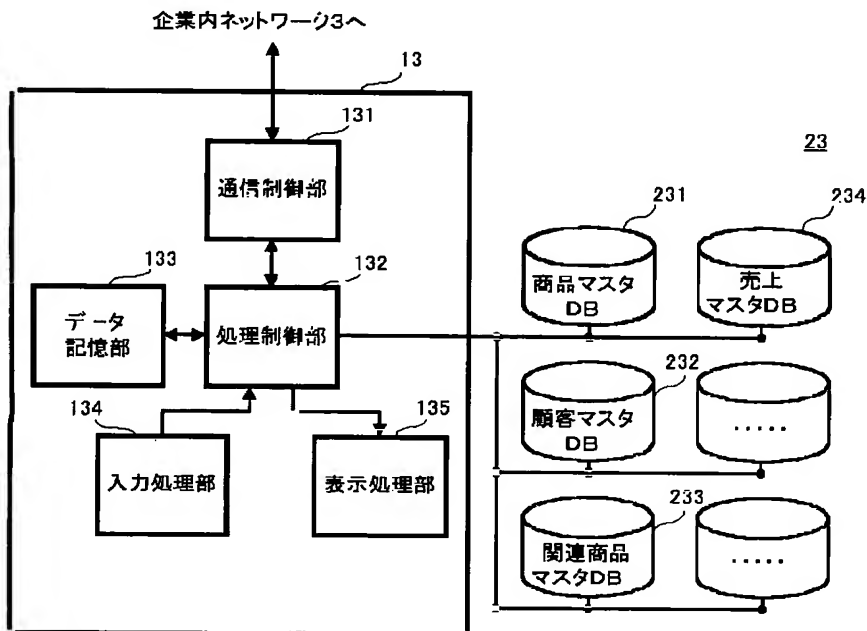 企業内ネットワーク3へ
13
131
通信制御部
23
231
234
商品マスタ
DB
売上
マスタDB
133
132
データ
記憶部
処理制御部
232
顧客マスタ
DB
.....
134
135
入力処理部
表示処理部
233
関連商品
マスタDB
.....